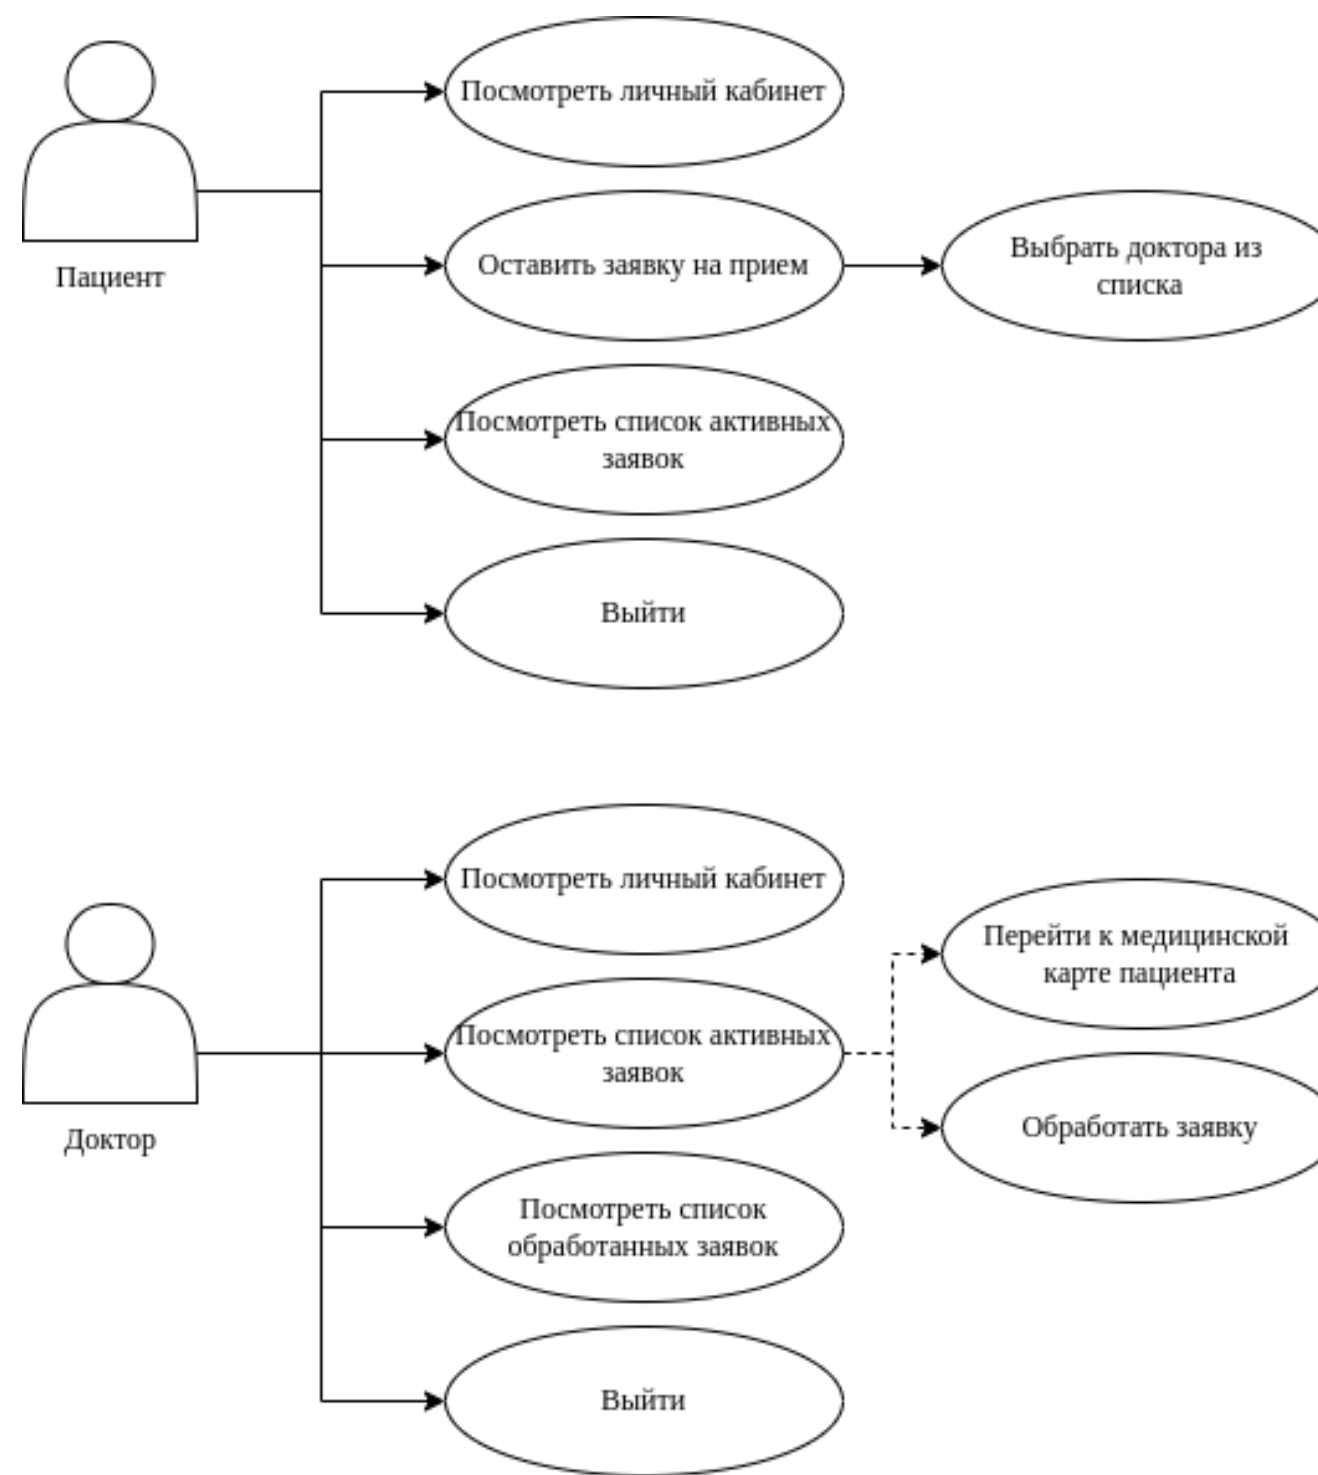 Посмотреть личный кабинет
Оставить заявку на прием
Выбрать доктора из
списка
Пациент
Посмотреть список активных
заявок
Выйти
Посмотреть личный кабинет
Перейти к медицинской
карте пациента
Посмотреть список активных
заявок
Обработать заявку
Доктор
Посмотреть список
обработанных заявок
Выйти